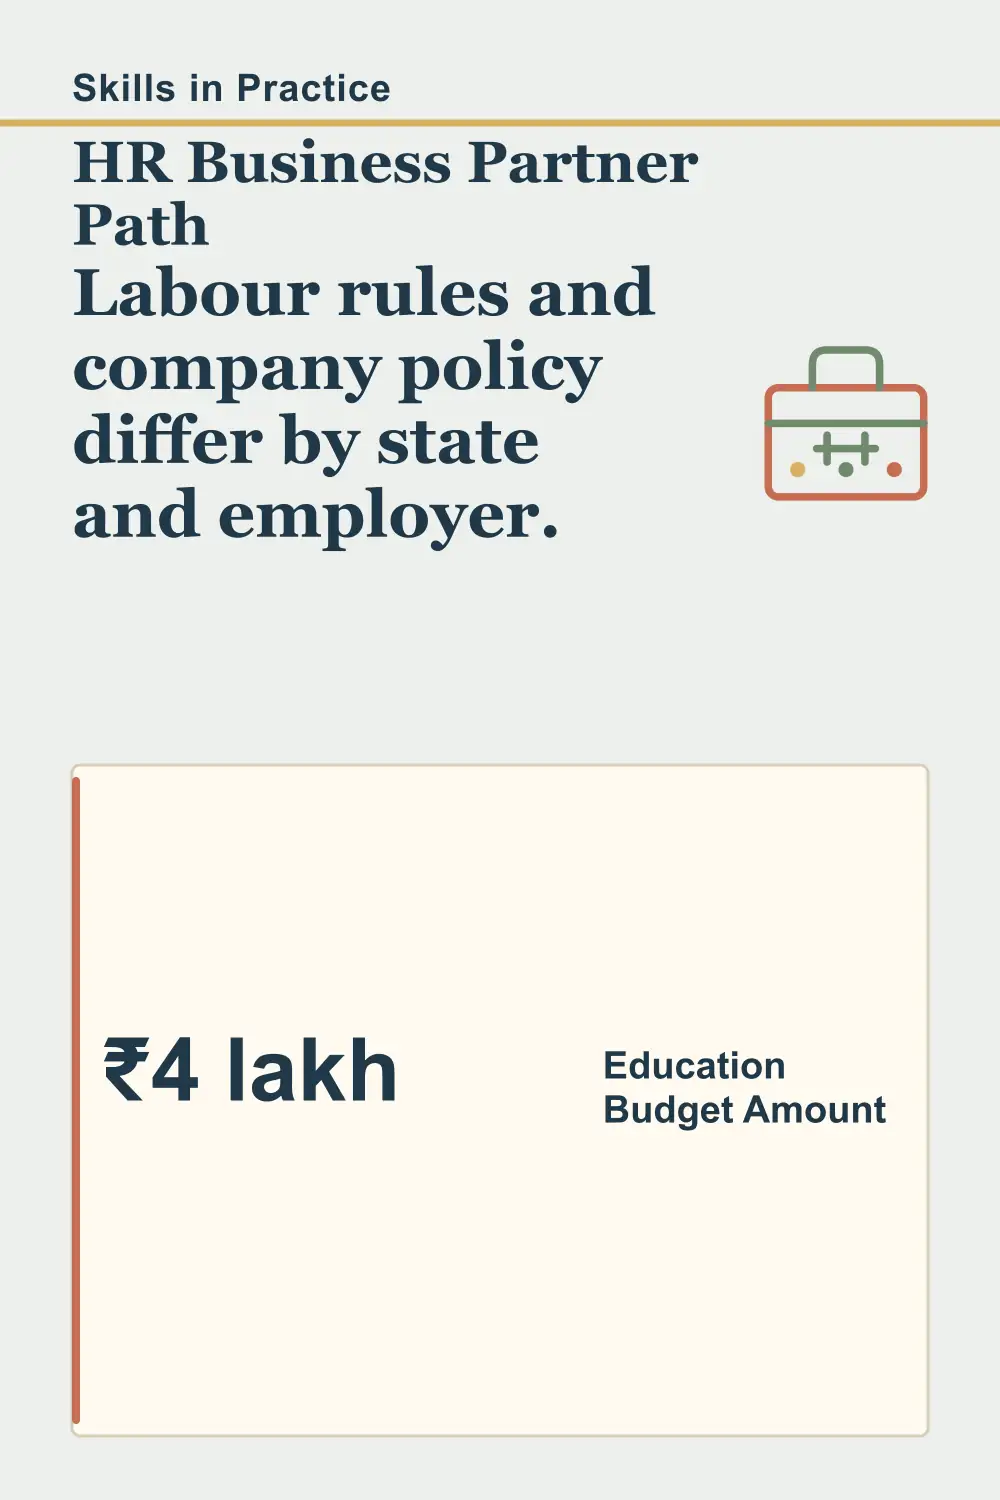 Skills in Practice
HR Business Partner
Path
Labour rules and
company policy
differ by state
and employer.
₹4 lakh
Education
Budget Amount